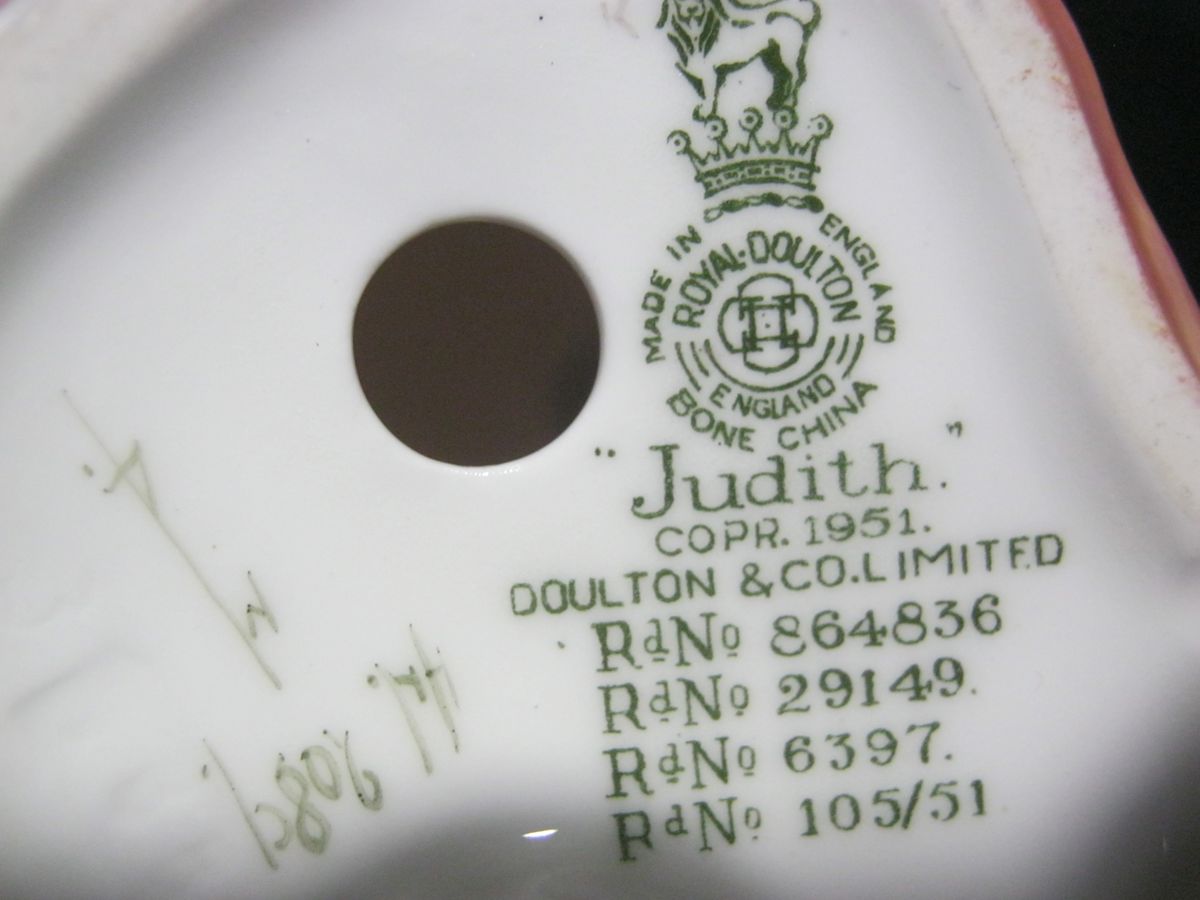 MADE IN ENGLAND
ROYAL·DOULTON
ENGLAND
BONE CHINA
"Judith."
COPR. 1951.
DOULTON & CO. LIMITED
RdNo 864836
RdNo 29149.
RdNo 6397.
RdNo 105/51